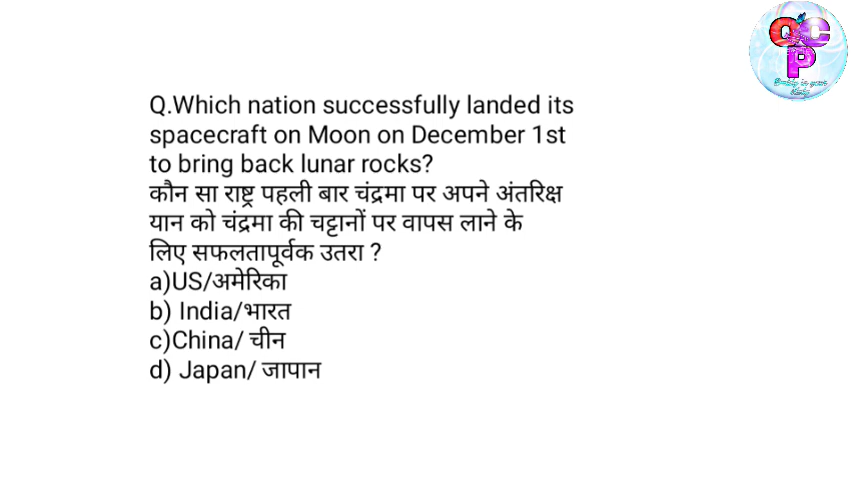 QCP
Q.Which nation successfully landed its
spacecraft on Moon on December 1st
to bring back lunar rocks?
कौन सा राष्ट्र पहली बार चंद्रमा पर अपने अंतरिक्ष
यान को चंद्रमा की चट्टानों पर वापस लाने के
लिए सफलतापूर्वक उतरा ?
a)US/अमेरिका
b) India/भारत
c)China/ चीन
d) Japan/ जापान